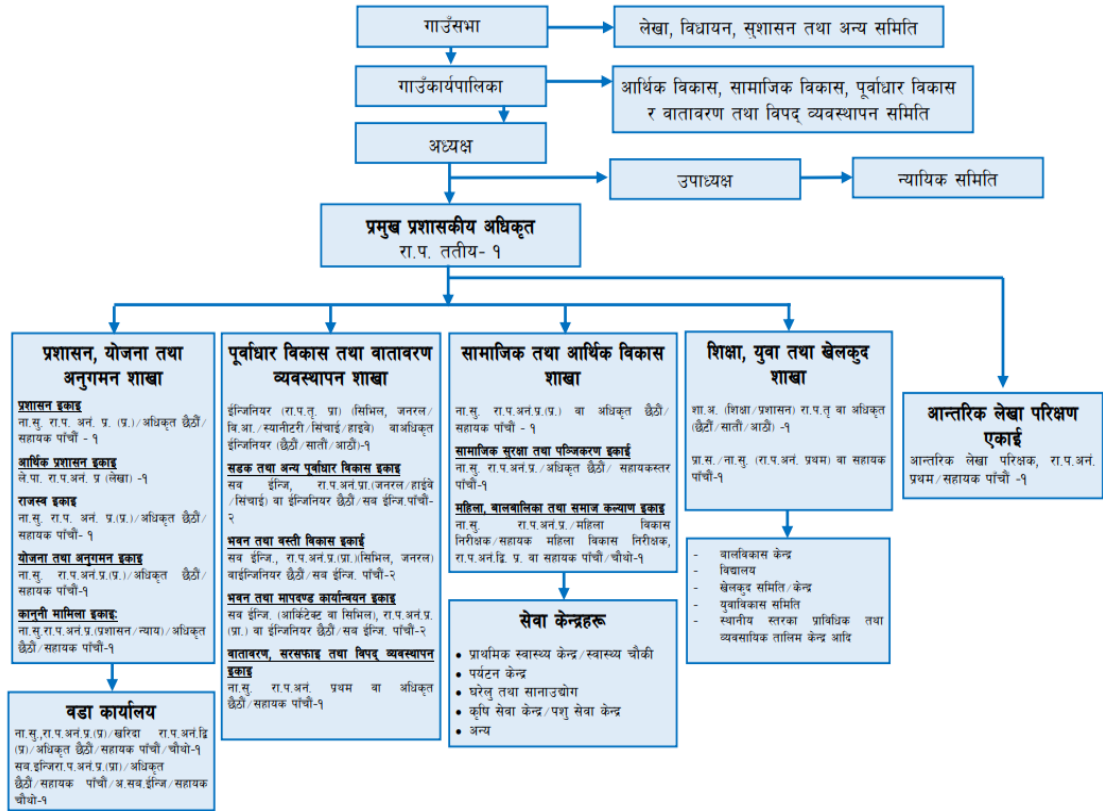 गाउँसभा
लेखा, विधायन, सुशासन तथा अन्य समिति
गाउँकार्यपालिका
आर्थिक विकास, सामाजिक विकास, पूर्वाधार विकास
र वातावरण तथा विपद् व्यवस्थापन समिति
अध्यक्ष
उपाध्यक्ष
न्यायिक समिति
प्रमुख प्रशासकीय अधिकृत
रा.प. ततीय- १
प्रशासन, योजना तथा
अनुगमन शाखा
प्रशासन इकाइ
ना.सु. रा.प. अनं. प्र. (प्र.)/अधिकृत छैठौं/
सहायक पाँचौं - १
आर्थिक प्रशासन इकाइ
ले.पा. रा.प. अनं. प्र (लेखा) -१
राजस्व इकाइ
ना.सु. रा.प. अनं. प्र.(प्र.)/अधिकृत छैठौं/
सहायक पाँचौं- १
योजना तथा अनुगमन इकाइ
ना.सु. रा.प.अनं.प्र.(प्र.)/अधिकृत छैठौं/
सहायक पाँचौं-१
कानुनी मामिला इकाइ:
ना.सु.रा.प.अनं.प्र.(प्रशासन/न्याय)/अधिकृत
छैठौं/सहायक पाँचौं-१
वडा कार्यालय
ना.सु.,रा.प.अनं.प्र.(प्र)/खरिदा रा.प.अनं.द्वि
(प्र)/अधिकृत छैठौं/सहायक पाँचौं/चौथो-१
सव.इन्जिरा.प.अनं.प्र.(प्रा)/अधिकृत
छैठौं/सहायक पाँचौं/अ.सव.ईन्जि/सहायक
चौथो-१
पूर्वाधार विकास तथा वातावरण
व्यवस्थापन शाखा
ईन्जिनियर (रा.प.तृ. प्रा) (सिभिल, जनरल/
बि.आ./स्यानीटरी/सिंचाई/हाइवे) वाअधिकृत
ईन्जिनियर (छैठौं/सातौं/आठौं)-१
सडक तथा अन्य पूर्वाधार विकास इकाइ
सव ईन्जि, रा.प.अनं.प्रा.(जनरल/हाईवे
/सिंचाई) वा ईन्जिनियर छैठौं/सव ईन्जि.पाँचौं-
२
भवन तथा वस्ती विकास इकाई
सव ईन्जि., रा.प.अनं.प्र.(प्रा.)(सिभिल, जनरल)
वाईन्जिनियर छैठौं/सव ईन्जि. पाँचौं-२
भवन तथा मापदण्ड कार्यान्वयन इकाइ
सव ईन्जि. (आर्किटेक्ट वा सिभिल), रा.प.अनं.प्र.
(प्रा.) वा ईन्जिनियर छैठौं/सव ईन्जि. पाँचौं-२
वातावरण, सरसफाइ तथा विपद् व्यवस्थापन
इकाइ
ना.सु. रा.प.अनं. प्रथम वा अधिकृत
छैठौं/सहायक पाँचौं-१
सामाजिक तथा आर्थिक विकास
शाखा
ना.सु. रा.प.अनं.प्र.(प्र.) वा अधिकृत छैठौं/
सहायक पाँचौं - १
सामाजिक सुरक्षा तथा पञ्जिकरण इकाई
ना.सु. रा.प.अनं.प्र./अधिकृत छैठौं/ सहायकस्तर
पाँचौं-१
महिला, बालबालिका तथा समाज कल्याण इकाइ
ना.सु. रा.प.अनं.प्र./महिला विकास
निरीक्षक/सहायक महिला विकास निरीक्षक,
रा.प.अनं.द्वि. प्र. वा सहायक पाँचौं/चौथो-१
सेवा केन्द्रहरू
• प्राथमिक स्वास्थ्य केन्द्र/स्वास्थ्य चौकी
• पर्यटन केन्द्र
• घरेलु तथा सानाउद्योग
• कृषि सेवा केन्द्र/पशु सेवा केन्द्र
• अन्य
शिक्षा, युवा तथा खेलकुद
शाखा
शा.अ. (शिक्षा/प्रशासन) रा.प.तृ वा अधिकृत
(छैटौं/सातौं/आठौं) -१
प्रा.स./ना.सु. (रा.प.अनं. प्रथम) वा सहायक
पाँचौं-१
- बालविकास केन्द्र
- विद्यालय
- खेलकुद समिति/केन्द्र
- युवाविकास समिति
- स्थानीय स्तरका प्राविधिक तथा
व्यवसायिक तालिम केन्द्र आदि
आन्तरिक लेखा परिक्षण
एकाई
आन्तरिक लेखा परिक्षक, रा.प.अनं.
प्रथम/सहायक पाँचौं -१